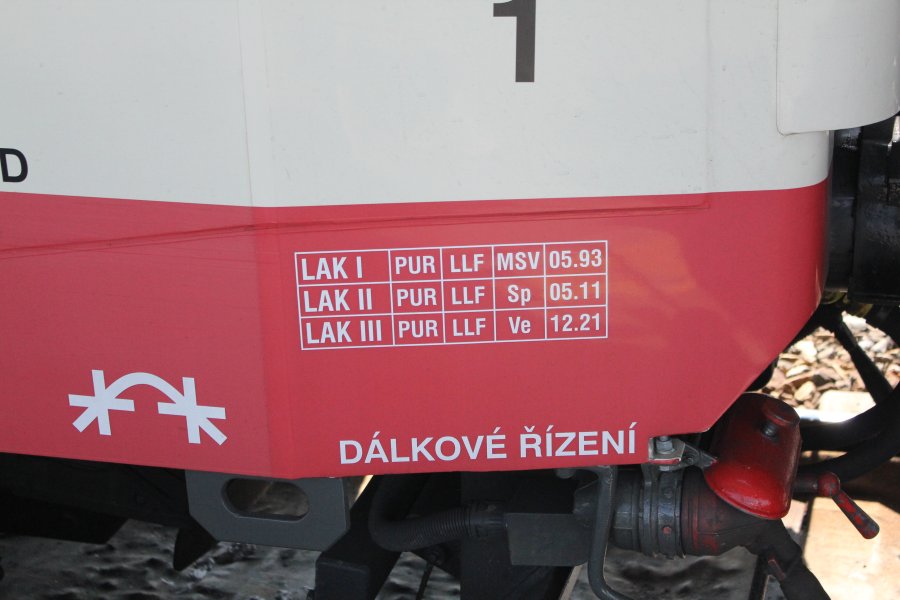 1
D
LAK I PUR LLF MSV 05.93
LAK II PUR LLF Sp 05.11
LAK III PUR LLF Ve 12.21
DÁLKOVÉ ŘÍZENÍ